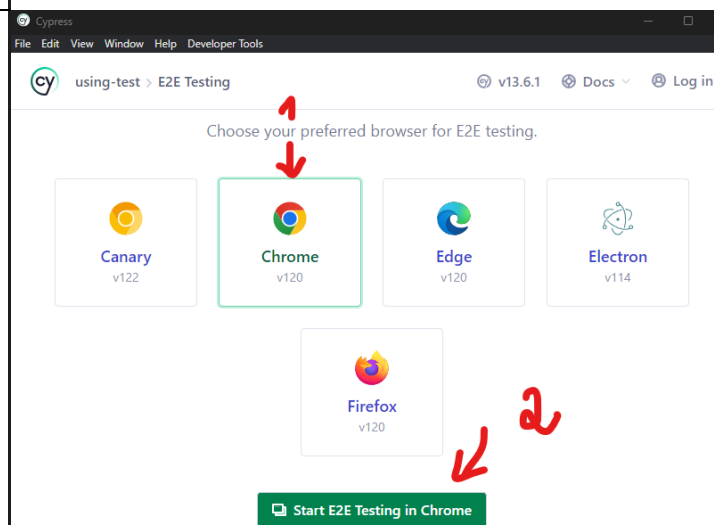 cy Cypress
File Edit View Window Help Developer Tools
cy using-test > E2E Testing v13.6.1 Docs Log in
1
Choose your preferred browser for E2E testing.
Canary Chrome Edge Electron
v122 v120 v120 v114
2
Firefox
v120
Start E2E Testing in Chrome